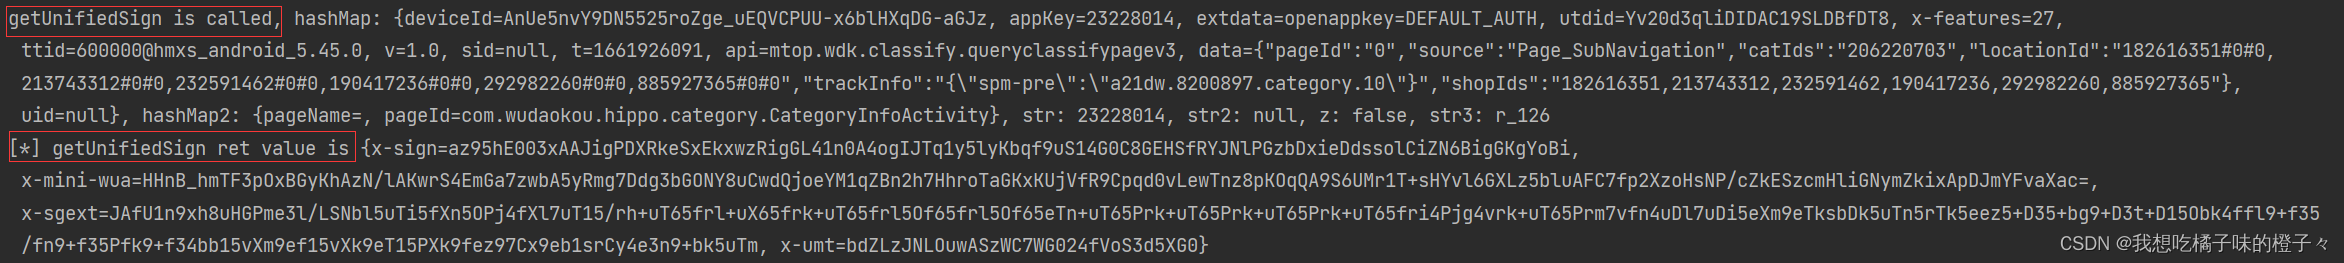 getUnifiedSign is called, hashMap: {deviceId=AnUe5nvY9DN5525roZge_uEQVCPUU-x6blHXqDG-aGJz, appKey=23228014, extdata=openappkey=DEFAULT_AUTH, utdid=Yv20d3qliDIDAC19SLDBfDT8, x-features=27,
ttid=600000@hmxs_android_5.45.0, v=1.0, sid=null, t=1661926091, api=mtop.wdk.classify.queryclassifypagev3, data={"pageId":"0","source":"Page_SubNavigation","catIds":"206220703","locationId":"182616351#0#0,
213743312#0#0,232591462#0#0,190417236#0#0,292982260#0#0,885927365#0#0","trackInfo":"{\"spm-pre\":\"a21dw.8200897.category.10\"}","shopIds":"182616351,213743312,232591462,190417236,292982260,885927365"},
uid=null}, hashMap2: {pageName=, pageId=com.wudaokou.hippo.category.CategoryInfoActivity}, str: 23228014, str2: null, z: false, str3: r_126
[*] getUnifiedSign ret value is {x-sign=az95hE003xAAJigPDXRkeSxEkxwzRigGL41n0A4ogIJTq1y5lyKbqf9uS14G0C8GEHSfRYJNlPGzbDxieDdssolCiZN6BigGKgYoBi,
x-mini-wua=HHnB_hmTF3pOxBGyKhAzN/lAKwrS4EmGa7zwbA5yRmg7Ddg3bGONY8uCwdQjoeYM1qZBn2h7HhroTaGKxKUjVfR9Cpqd0vLewTnz8pKOqQA9S6UMr1T+sHYvl6GXLz5bluAFC7fp2XzoHsNP/cZkESzcmHliGNymZkixApDJmYFvaXac=,
x-sgext=JAfU1n9xh8uHGPme3l/LSNbl5uTi5fXn5OPj4fXl7uT15/rh+uT65frl+uX65frk+uT65frl5Of65frl5Of65eTn+uT65Prk+uT65Prk+uT65Prk+uT65fri4Pjg4vrk+uT65Prm7vfn4uDl7uDi5eXm9eTksbDk5uTn5rTk5eez5+D35+bg9+D3t+D15Obk4ffl9+f35
/fn9+f35Pfk9+f34bb15vXm9ef15vXk9eT15PXk9fez97Cx9eb1srCy4e3n9+bk5uTm, x-umt=bdZLzJNLOuwASzWC7WG024fVoS3d5XG0}
CSDN @我想吃橘子味的橙子々